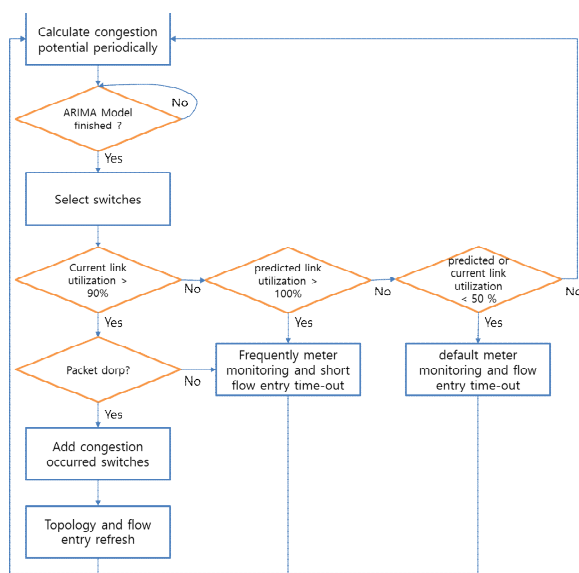 Calculate congestion
potential periodically
No
ARIMA Model
finished ?
Yes
Select switches
Current link
utilization >
90%
No
predicted link
utilization >
100%
No
predicted or
current link
utilization
< 50 %
No
Yes
Yes
Yes
Packet dorp?
No
Frequently meter
monitoring and short
flow entry time-out
default meter
monitoring and flow
entry time-out
Yes
Add congestion
occurred switches
Topology and flow
entry refresh